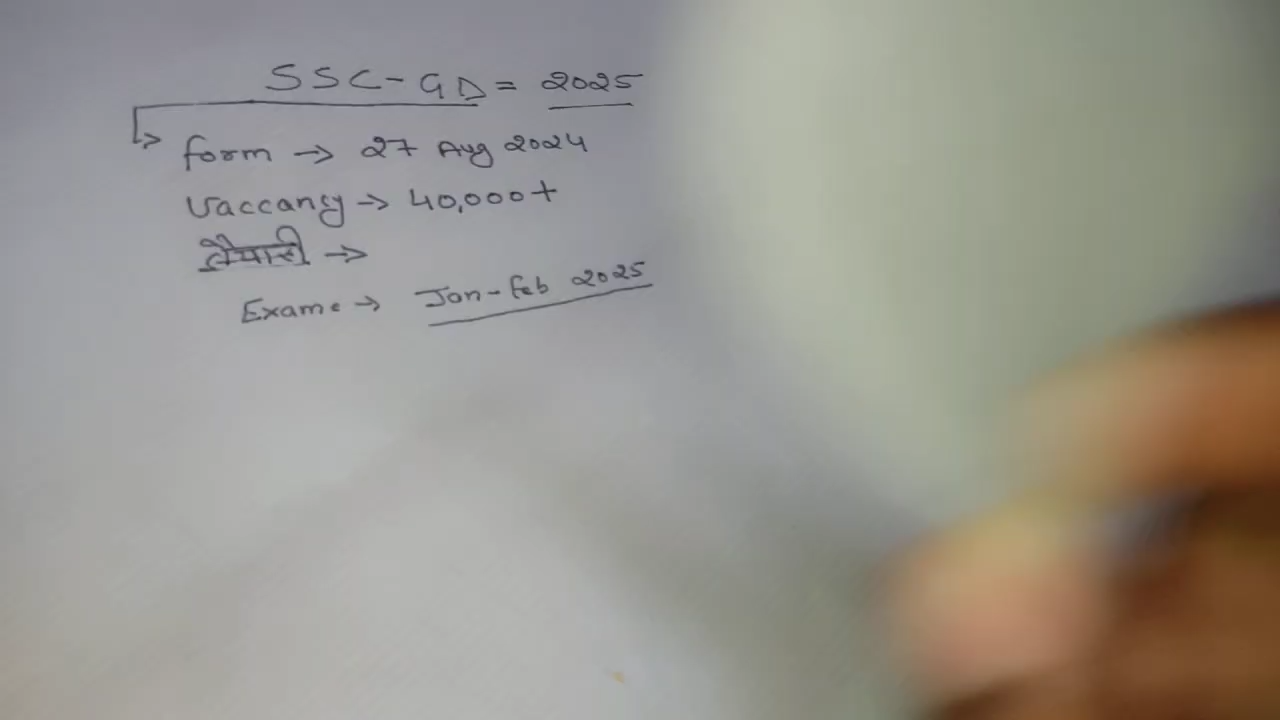 SSC-GD = 2025
form → 27 Aug 2024
Vaccancy → 40,000+
तैयारी →
Exame → Jan-Feb 2025